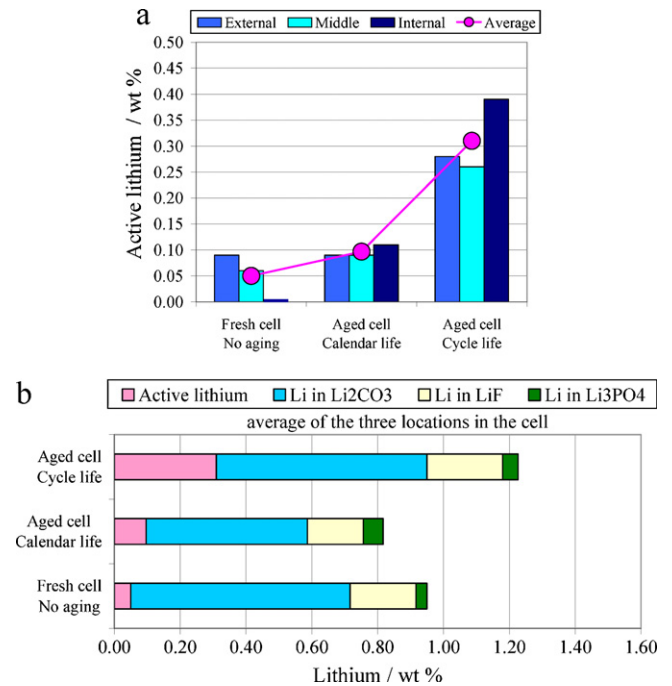 a
External Middle Internal Average
Active lithium / wt %
0.50
0.45
0.40
0.35
0.30
0.25
0.20
0.15
0.10
0.05
0.00
Fresh cell
No aging
Aged cell
Calendar life
Aged cell
Cycle life
b
Active lithium Li in Li2CO3 Li in LiF Li in Li3PO4
average of the three locations in the cell
Aged cell
Cycle life
Aged cell
Calendar life
Fresh cell
No aging
0.00 0.20 0.40 0.60 0.80 1.00 1.20 1.40 1.60
Lithium / wt %